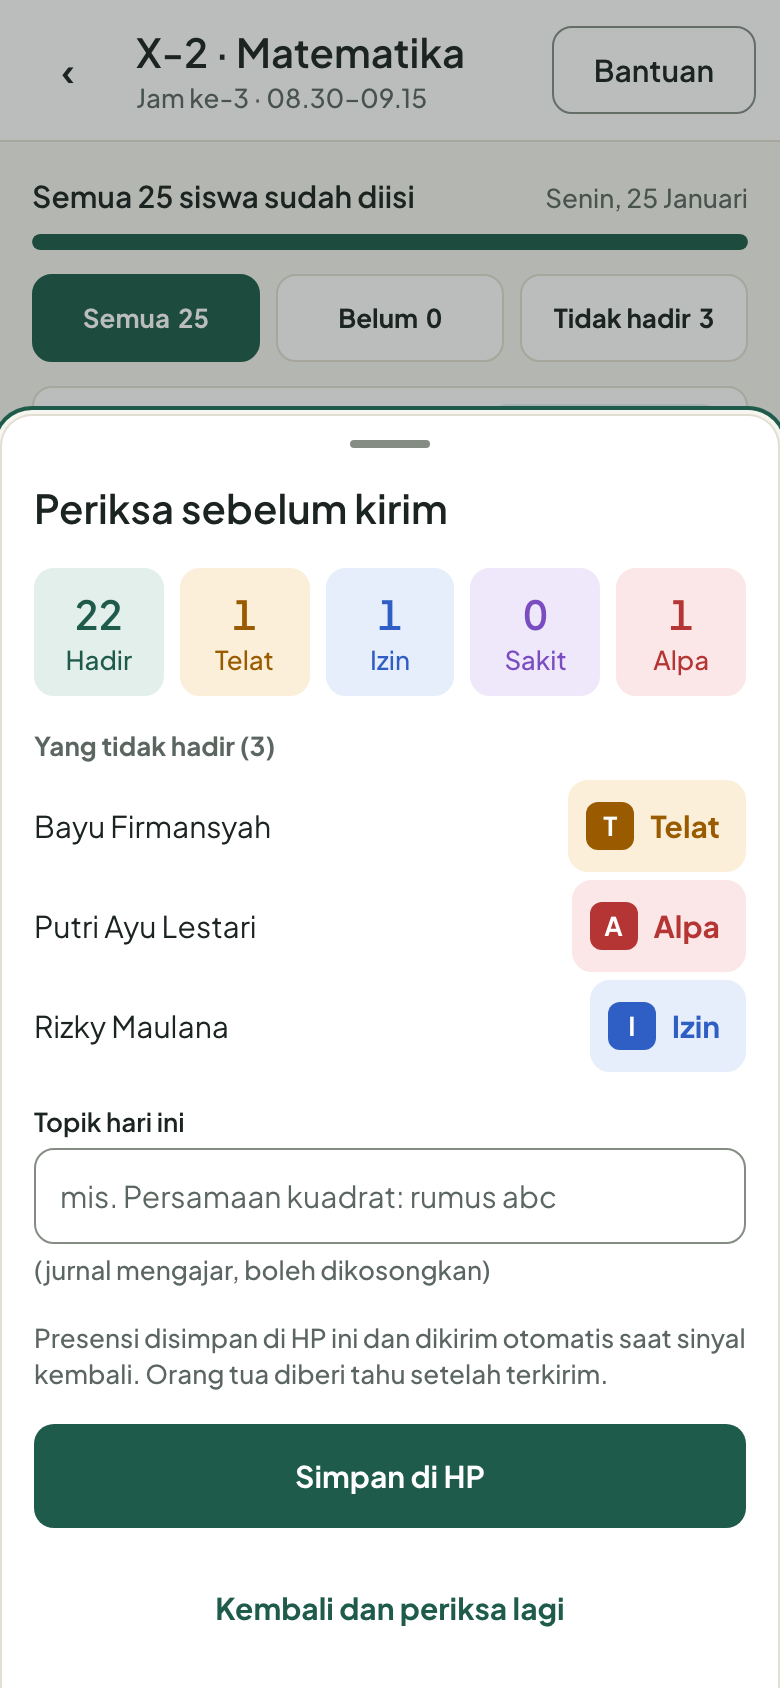 ‹
X-2 · Matematika
Jam ke-3 · 08.30–09.15
Bantuan
Semua 25 siswa sudah diisi
Senin, 25 Januari
Semua 25
Belum 0
Tidak hadir 3
Periksa sebelum kirim
22
Hadir
1
Telat
1
Izin
0
Sakit
1
Alpa
Yang tidak hadir (3)
Bayu Firmansyah
T Telat
Putri Ayu Lestari
A Alpa
Rizky Maulana
I Izin
Topik hari ini
mis. Persamaan kuadrat: rumus abc
(jurnal mengajar, boleh dikosongkan)
Presensi disimpan di HP ini dan dikirim otomatis saat sinyal
kembali. Orang tua diberi tahu setelah terkirim.
Simpan di HP
Kembali dan periksa lagi